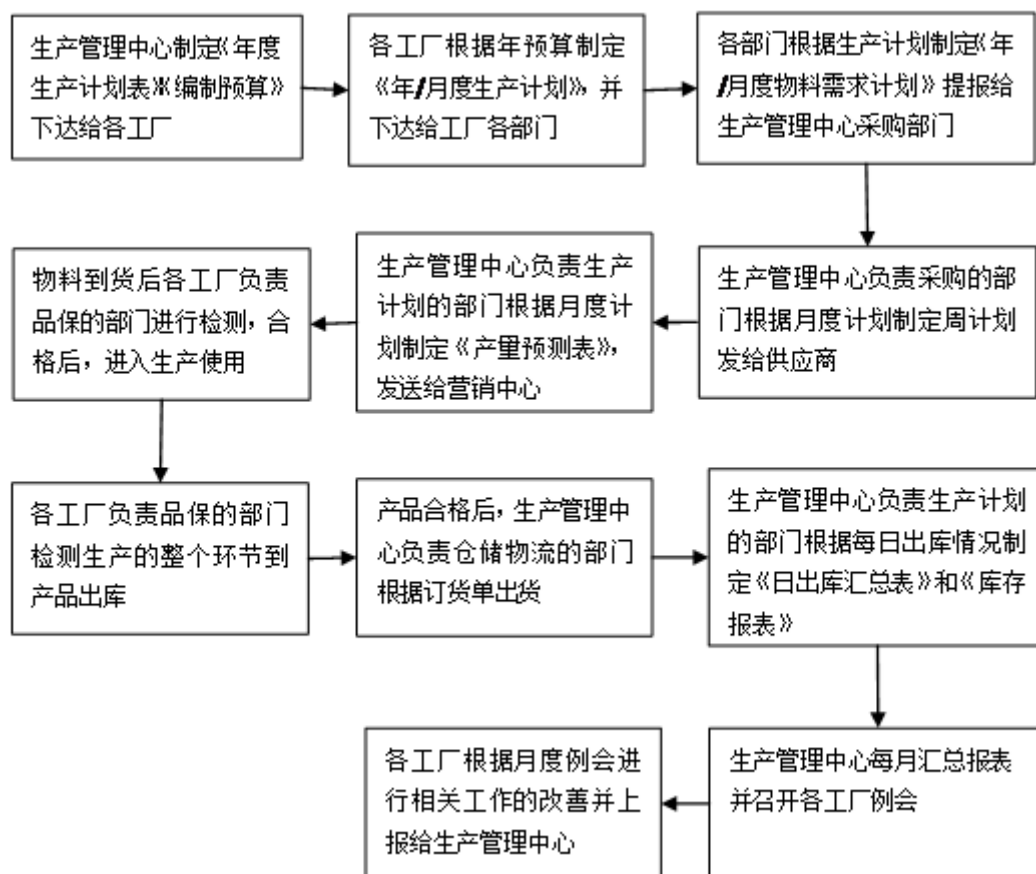 生产管理中心制定《年度
生产计划表》《编制预算》
下达给各工厂
各工厂根据年预算制定
《年/月度生产计划》，并
下达给工厂各部门
各部门根据生产计划制定《年
/月度物料需求计划》提报给
生产管理中心采购部门
生产管理中心负责采购的部
门根据月度计划制定周计划
发给供应商
生产管理中心负责生产
计划的部门根据月度计
划制定《产量预测表》，
发送给营销中心
物料到货后各工厂负责
品保的部门进行检测，合
格后，进入生产使用
各工厂负责品保的部门
检测生产的整个环节到
产品出库
产品合格后，生产管理中
心负责仓储物流的部门
根据订货单出货
生产管理中心负责生产计划
的部门根据每日出库情况制
定《日出库汇总表》和《库存
报表》
生产管理中心每月汇总报表
并召开各工厂例会
各工厂根据月度例会进
行相关工作的改善并上
报给生产管理中心